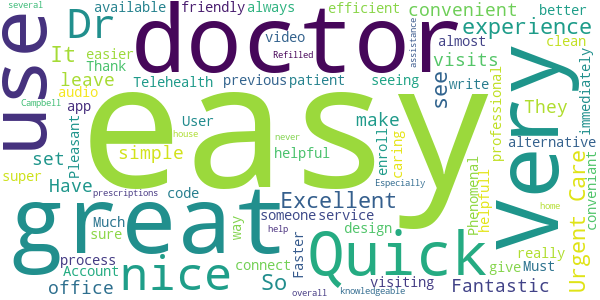 several
available
friendly
always
efficient
convenient
better
use
Dr
doctor
experience
It
easier
video
Refilled
almost
clean
leave
Thank
Telehealth
previous
patient
seeing
visits
assistance
audio
app
see
write
They
immediately
Campbell
User
make
professional
easy
Very
alternative
Pleasant
simple
helpful
enroll
caring
set
super
house
never
Have
code
Especially
Phenomenal
helpfull
Urgent Care
convenniant
prescriptions
Excellent
great
Much
sure
someone
service
way
help
design
really
process
Account
connect
Faster
Quick
give
Must
home
office
nice
So
visiting
Fantastic
overall
knowledgeable